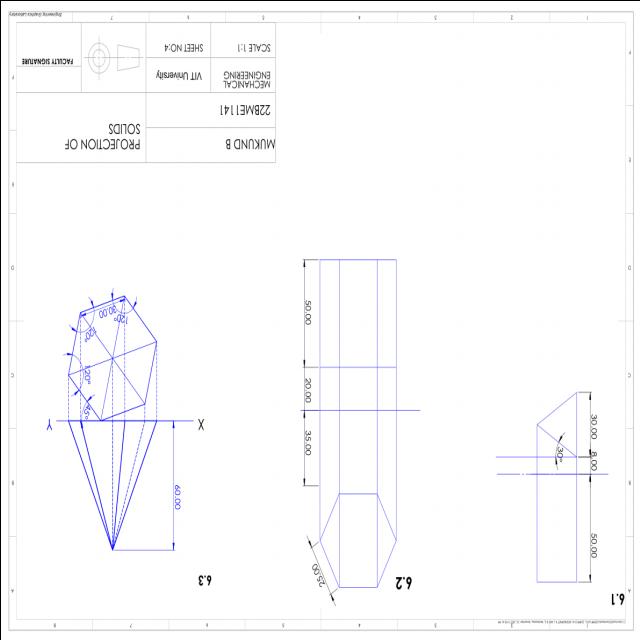 6.1
50.00
8.00
30.00
30°
6.2
25.00
35.00
20.00
50.00
6.3
60.00
X
Y
45°
120°
120°
120°
30.00
MUKUND B
PROJECTION OF
SOLIDS
22BME1141
MECHANICAL
ENGINEERING
VIT University
SCALE 1:1
SHEET NO:4
FACULTY SIGNATURE
Engineering Graphics Laboratory